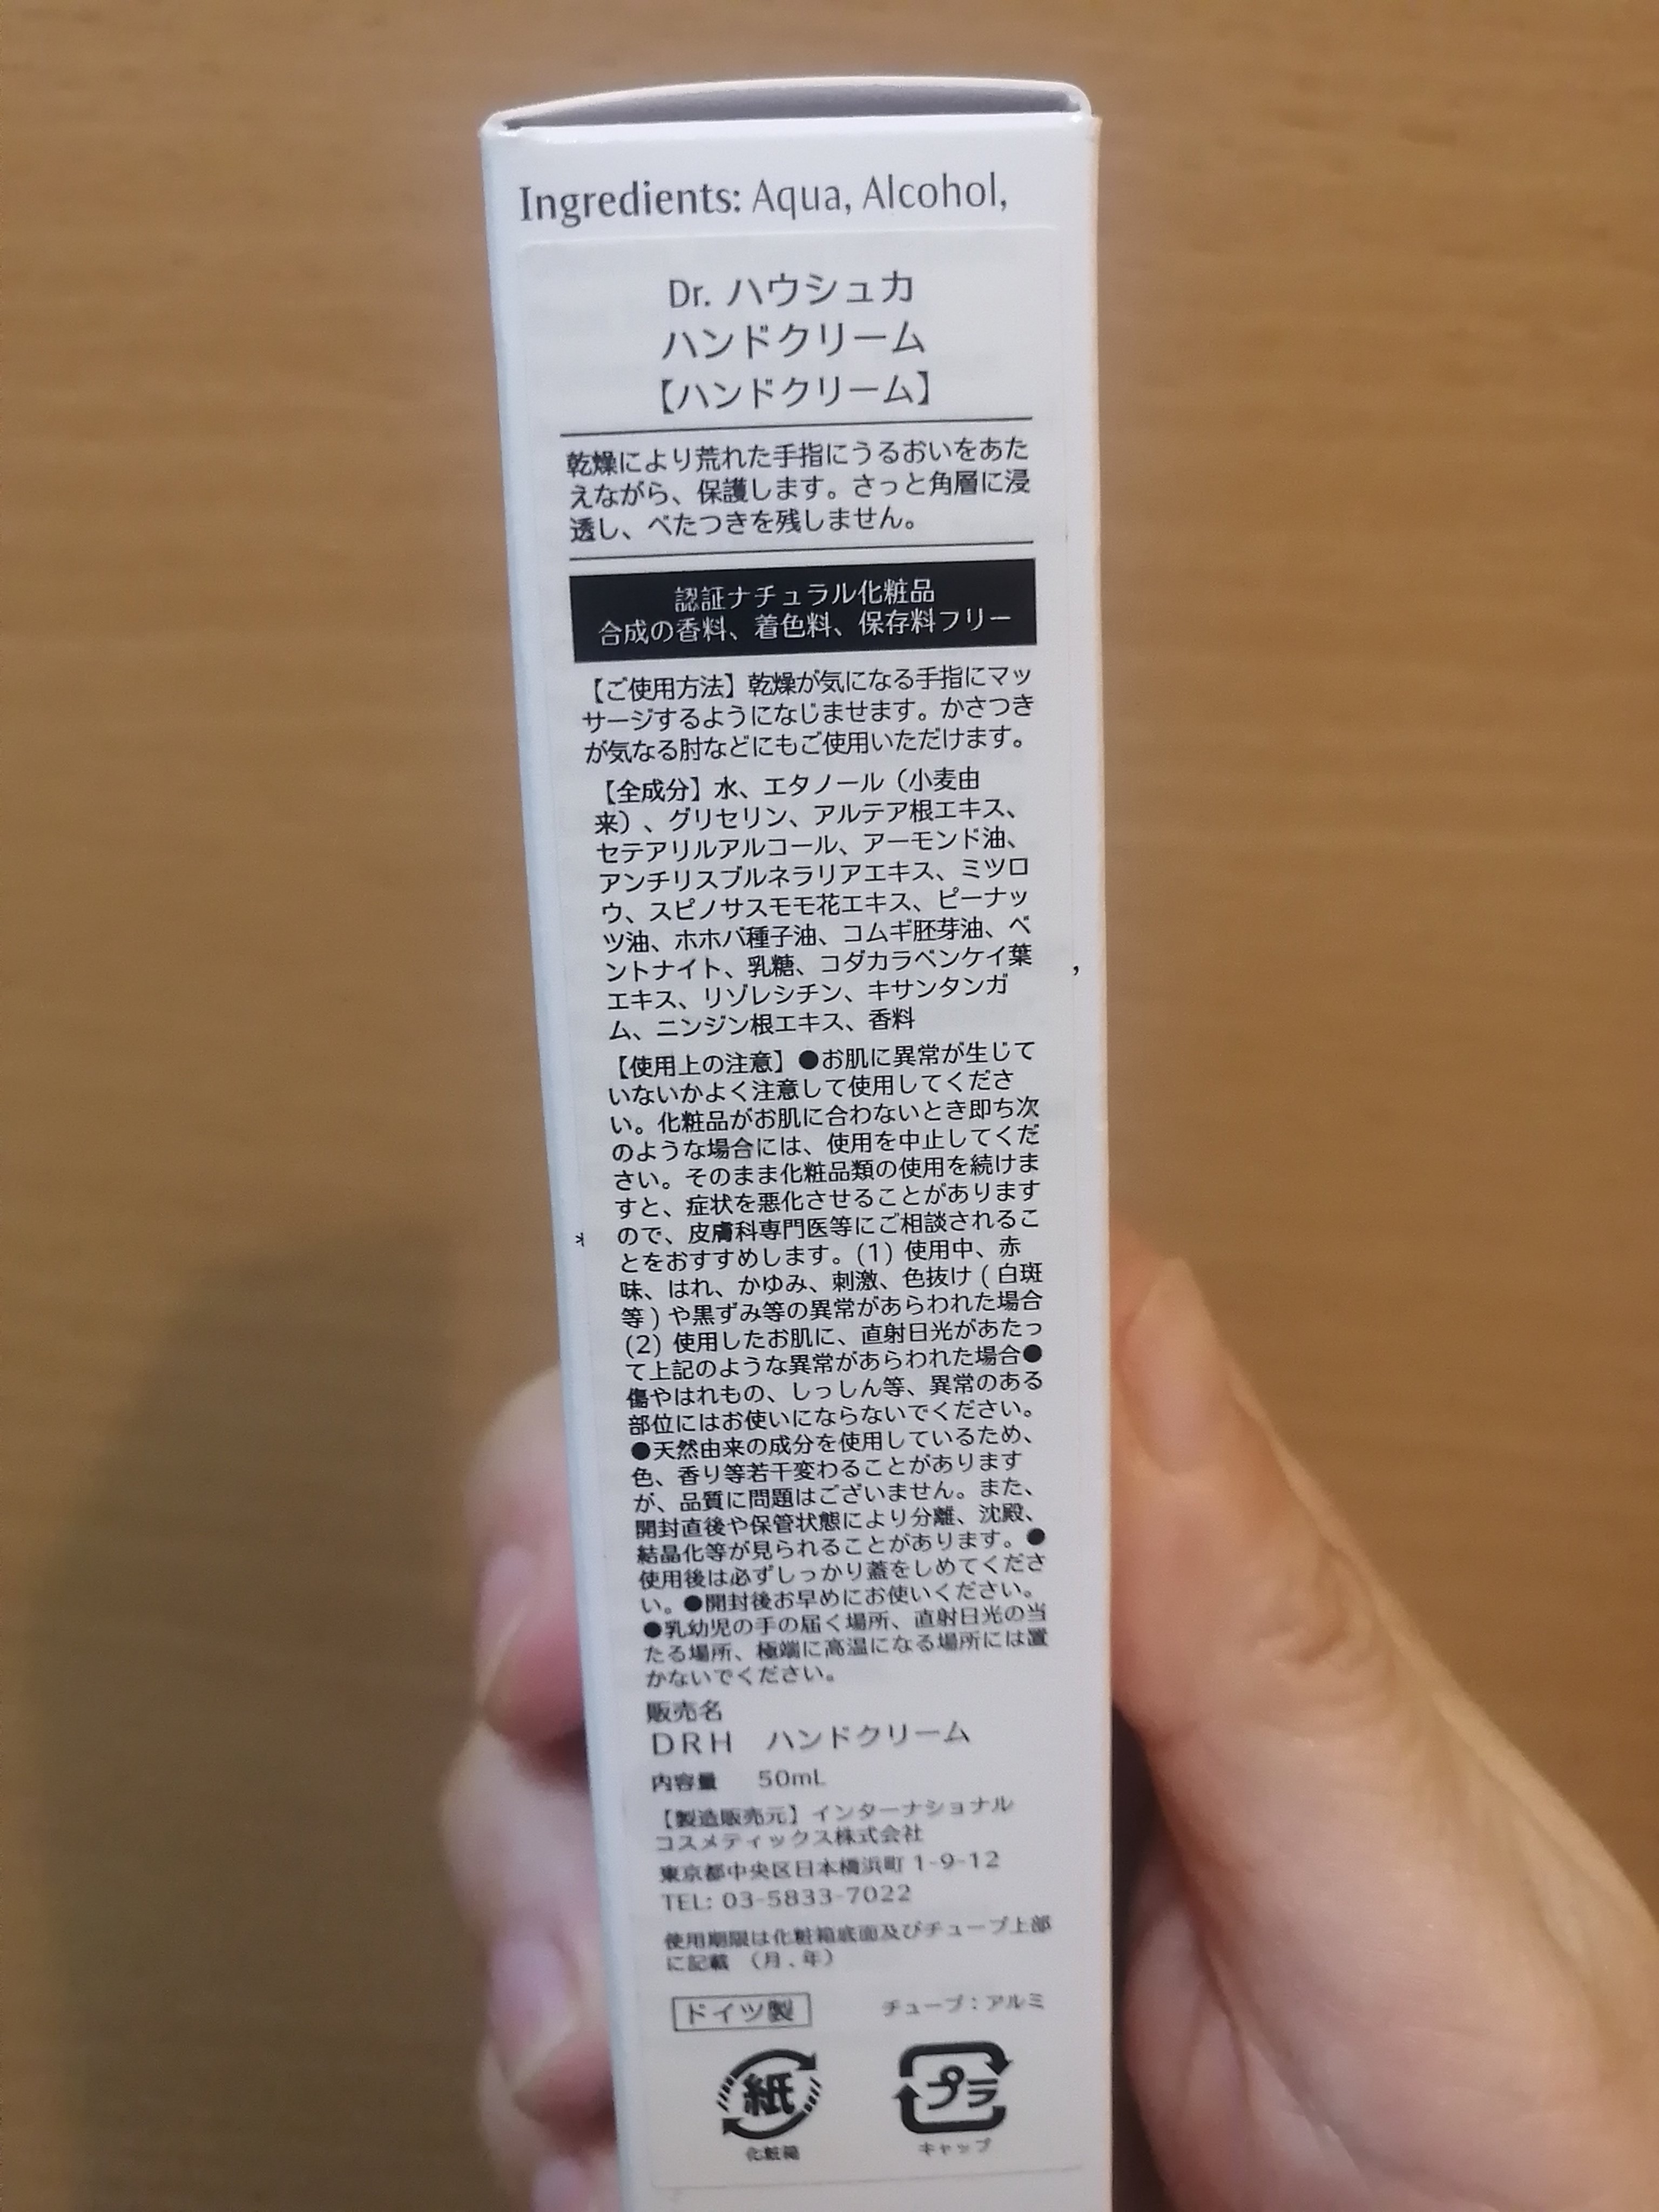 Ingredients: Aqua, Alcohol,
Dr. ハウシュカ
ハンドクリーム
【ハンドクリーム】
乾燥により荒れた手指にうるおいをあた
えながら、保護します。さっと角層に浸
透し、べたつきを残しません。
認証ナチュラル化粧品
合成の香料、着色料、保存料フリー
【ご使用方法】乾燥が気になる手指にマッ
サージするようになじませます。かさつき
が気なる肘などにもご使用いただけます。
【全成分】水、エタノール（小麦由
来）、グリセリン、アルテア根エキス、
セテアリルアルコール、アーモンド油、
アンチリスブルネラリアエキス、ミツロ
ウ、スピノサスモモ花エキス、ピーナッ
ツ油、ホホバ種子油、コムギ胚芽油、ベ
ントナイト、乳糖、コダカラベンケイ葉
エキス、リゾレシチン、キサンタンガ
ム、ニンジン根エキス、香料
【使用上の注意】●お肌に異常が生じて
いないかよく注意して使用してくださ
い。化粧品がお肌に合わないとき即ち次
のような場合には、使用を中止してくだ
さい。そのまま化粧品類の使用を続けま
すと、症状を悪化させることがあります
ので、皮膚科専門医等にご相談されるこ
とをおすすめします。(1) 使用中、赤
味、はれ、かゆみ、刺激、色抜け ( 白斑
等 ) や黒ずみ等の異常があらわれた場合
(2) 使用したお肌に、直射日光があたっ
て上記のような異常があらわれた場合●
傷やはれもの、しっしん等、異常のある
部位にはお使いにならないでください。
●天然由来の成分を使用しているため、
色、香り等若干変わることがあります
が、品質に問題はございません。また、
開封直後や保管状態により分離、沈殿、
結晶化等が見られることがあります。●
使用後は必ずしっかり蓋をしめてくださ
い。●開封後お早めにお使いください。
●乳幼児の手の届く場所、直射日光の当
たる場所、極端に高温になる場所には置
かないでください。
販売名
DRH ハンドクリーム
内容量 50mL
【製造販売元】インターナショナル
コスメティックス株式会社
東京都中央区日本橋浜町 1-9-12
TEL: 03-5833-7022
使用期限は化粧箱底面及びチューブ上部
に記載 （月．年）
ドイツ製 チューブ：アルミ
紙 プラ
化粧箱 キャップ